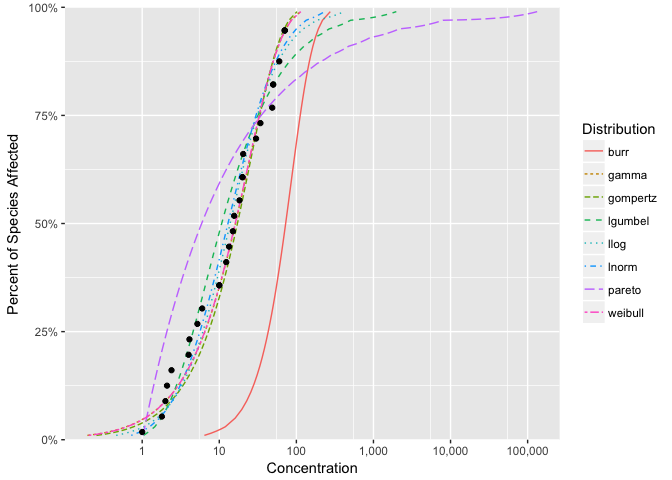 100%
75%
50%
25%
0%
Percent of Species Affected
1
10
100
1,000
10,000
100,000
Concentration
Distribution
burr
gamma
gompertz
lgumbel
llog
lnorm
pareto
weibull